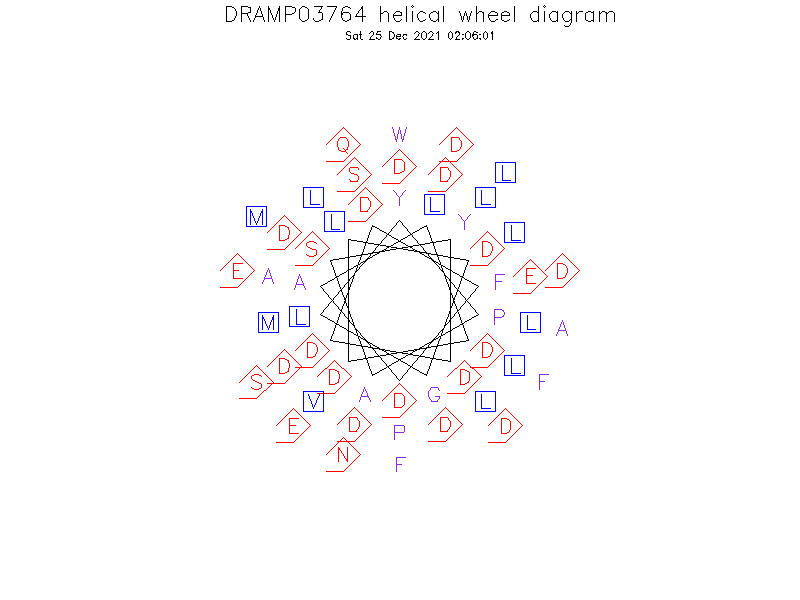 DRAMP03764 helical wheel diagram
Sat 25 Dec 2021 02:06:01
Q W D
S D D L
L D Y L L
M L Y L
D S D
E A A F E D
M L P L A
D D L
S D D D F
V A D G L
E D P D D
N F